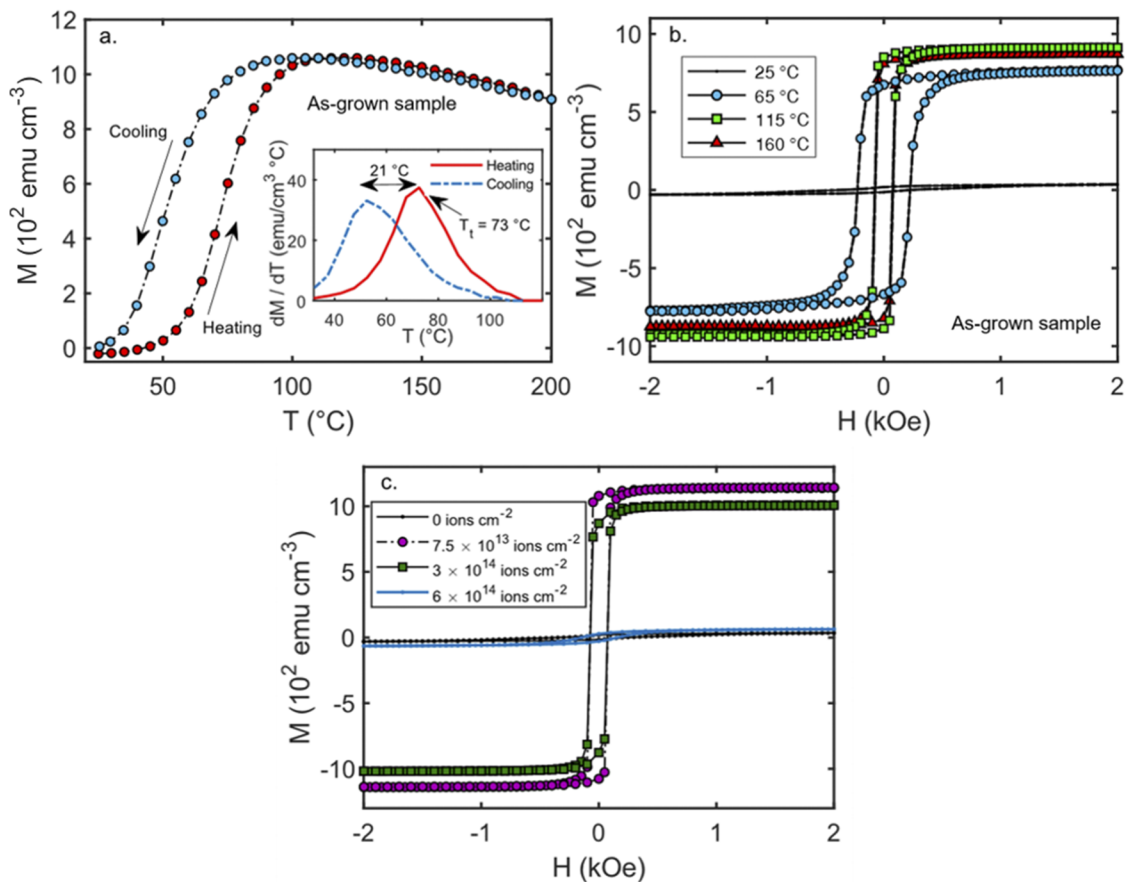 a.
M (10² emu cm⁻³)
12
10
8
6
4
2
0
50
100
150
200
T (°C)
Cooling
Heating
As-grown sample
dM / dT (emu/cm³ °C)
40
20
0
40
60
80
100
T (°C)
21 °C
Heating
Cooling
Tₜ = 73 °C
b.
M (10² emu cm⁻³)
10
5
0
-5
-10
-2
-1
0
1
2
H (kOe)
25 °C
65 °C
115 °C
160 °C
As-grown sample
c.
M (10² emu cm⁻³)
10
5
0
-5
-10
-2
-1
0
1
2
H (kOe)
0 ions cm⁻²
7.5 × 10¹³ ions cm⁻²
3 × 10¹⁴ ions cm⁻²
6 × 10¹⁴ ions cm⁻²